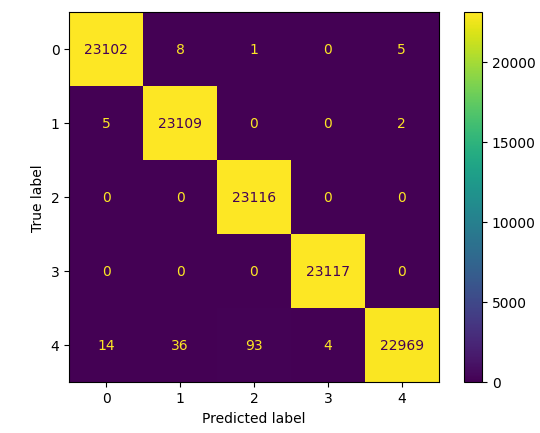 0 23102 8 1 0 5
1 5 23109 0 0 2
2 0 0 23116 0 0
3 0 0 0 23117 0
4 14 36 93 4 22969
0 1 2 3 4
Predicted label
True label
20000
15000
10000
5000
0